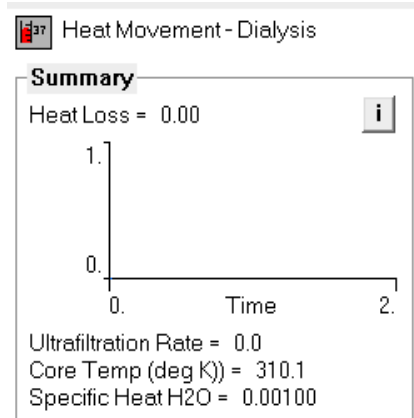 37 Heat Movement - Dialysis
Summary
Heat Loss = 0.00
i
1.
0.
0. Time 2.
Ultrafiltration Rate = 0.0
Core Temp (deg K)) = 310.1
Specific Heat H2O = 0.00100